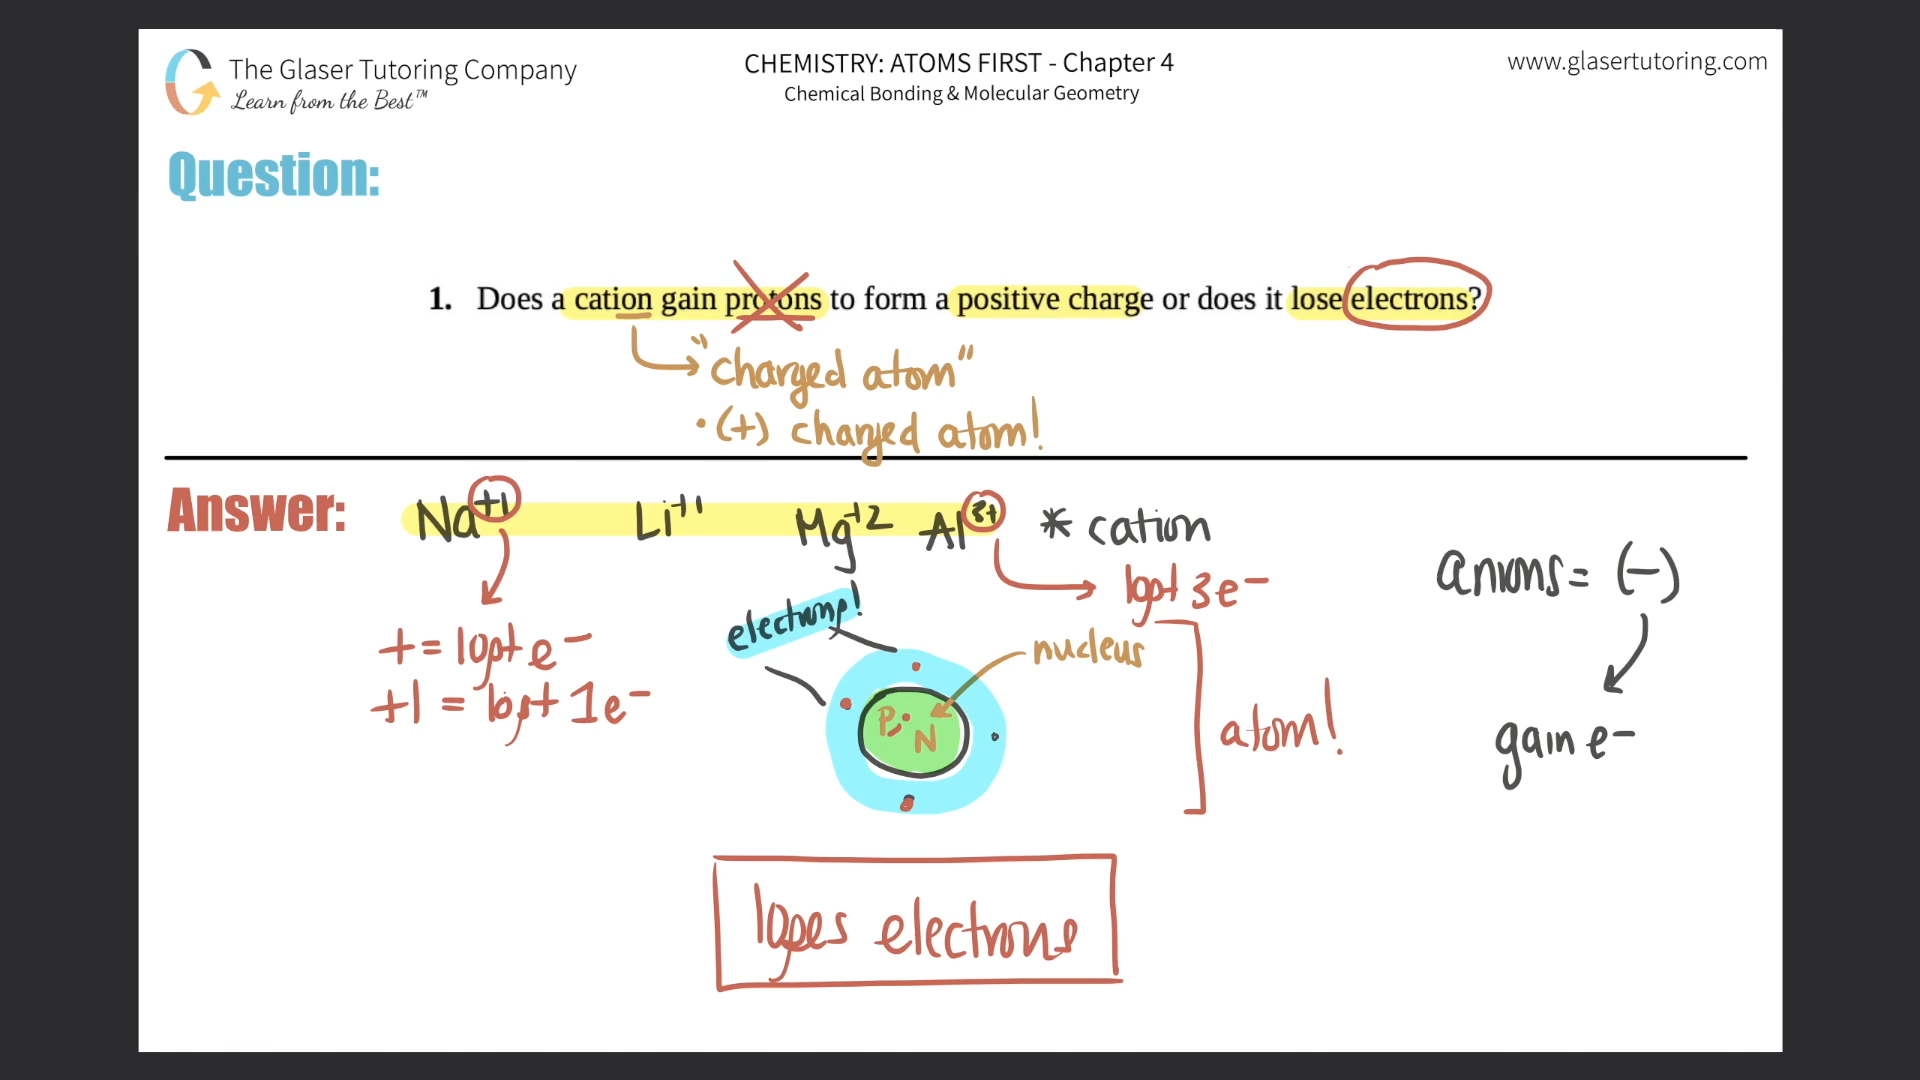 The Glaser Tutoring Company
Learn from the Best™
CHEMISTRY: ATOMS FIRST - Chapter 4
Chemical Bonding & Molecular Geometry
www.glasertutoring.com
Question:
1. Does a cation gain protons to form a positive charge or does it lose electrons?
"charged atom"
• (+) charged atom!
Answer:
Na+1 Li+1 Mg+2 Al3+ * cation
lost 3e-
anions = (-)
electrons!
+ = lost e-
nucleus
+1 = lost 1e-
P
N
atom!
gain e-
loses electrons